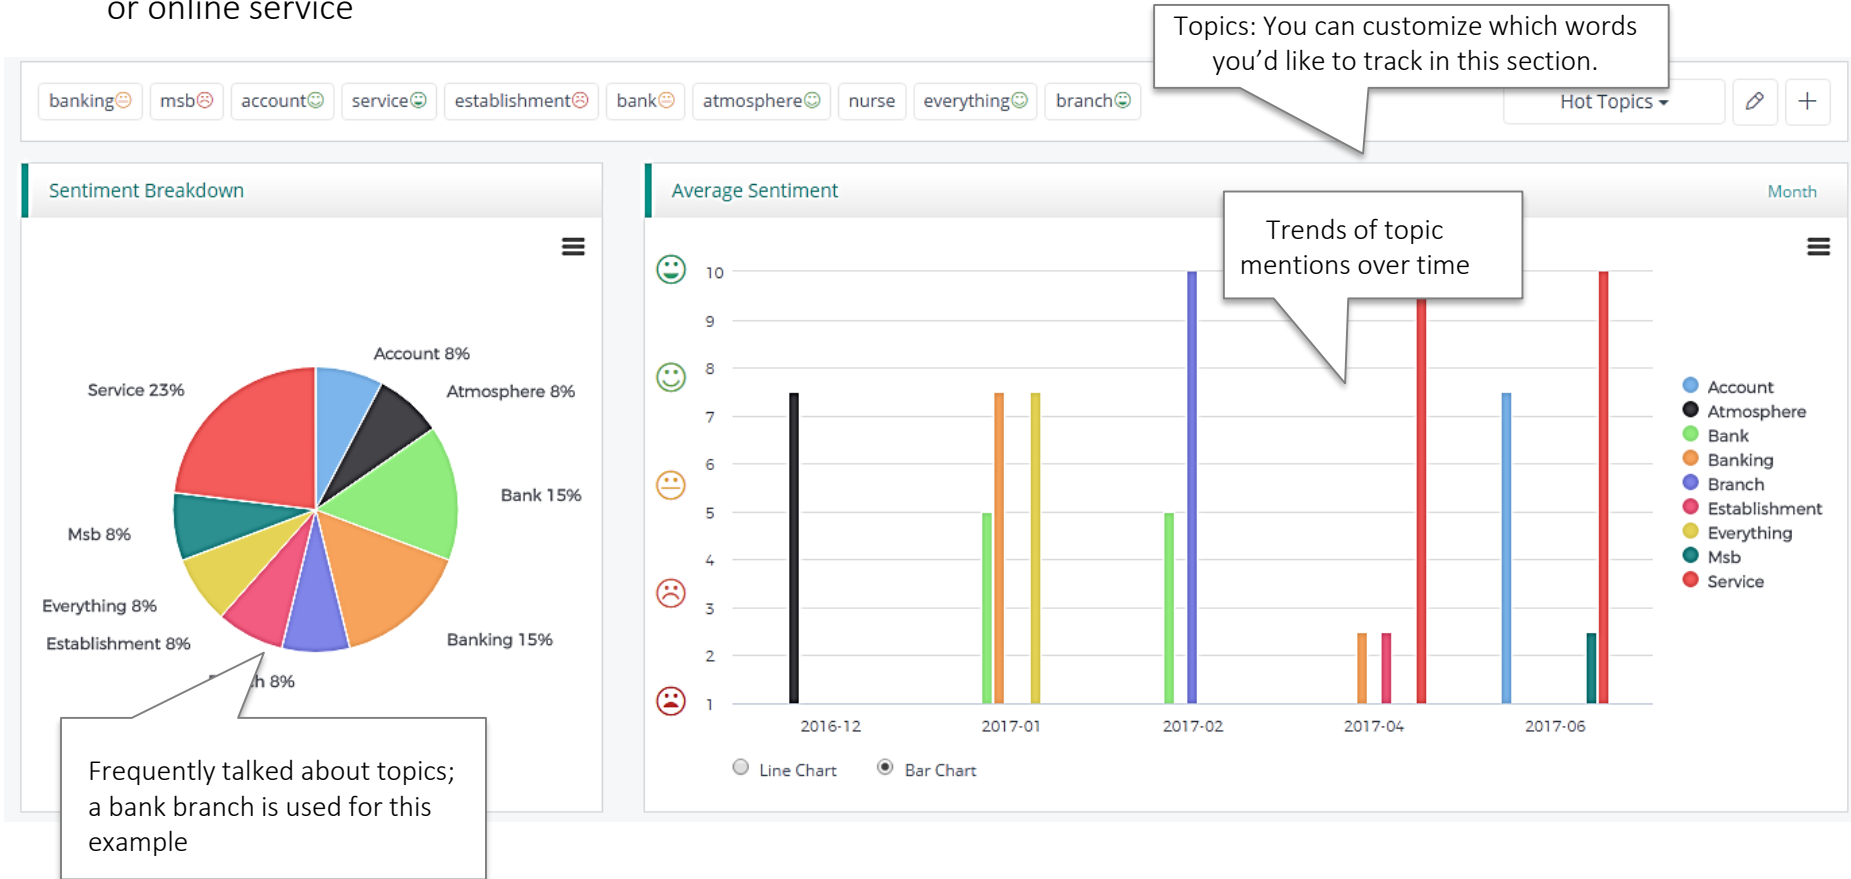 or online service
Topics: You can customize which words
you’d like to track in this section.
banking msb account service establishment bank atmosphere nurse everything branch
Hot Topics
Sentiment Breakdown
Account 8%
Atmosphere 8%
Service 23%
Bank 15%
Msb 8%
Everything 8%
Establishment 8%
Banking 15%
8%
Frequently talked about topics;
a bank branch is used for this
example
Average Sentiment
Month
Trends of topic
mentions over time
10
9
8
7
6
5
4
3
2
1
2016-12 2017-01 2017-02 2017-04 2017-06
Line Chart Bar Chart
Account
Atmosphere
Bank
Banking
Branch
Establishment
Everything
Msb
Service